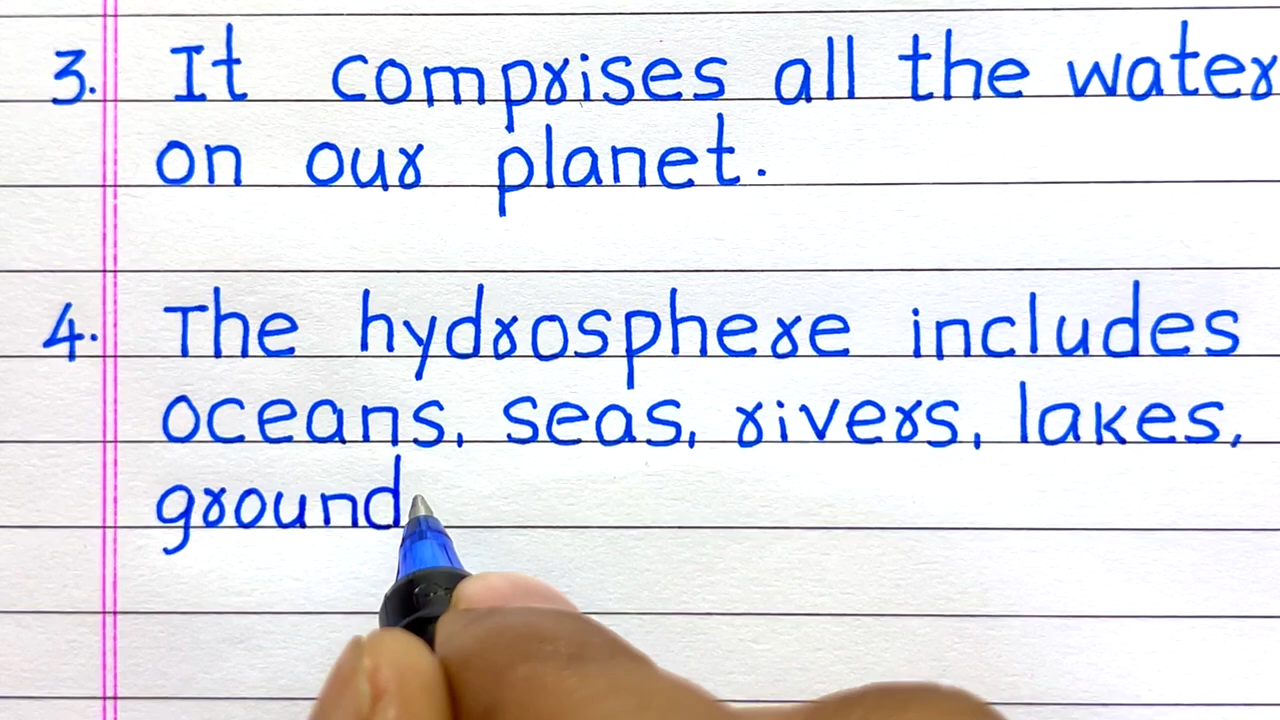 3. It comprises all the water
on our planet.
4. The hydrosphere includes
oceans, seas, rivers, lakes,
ground